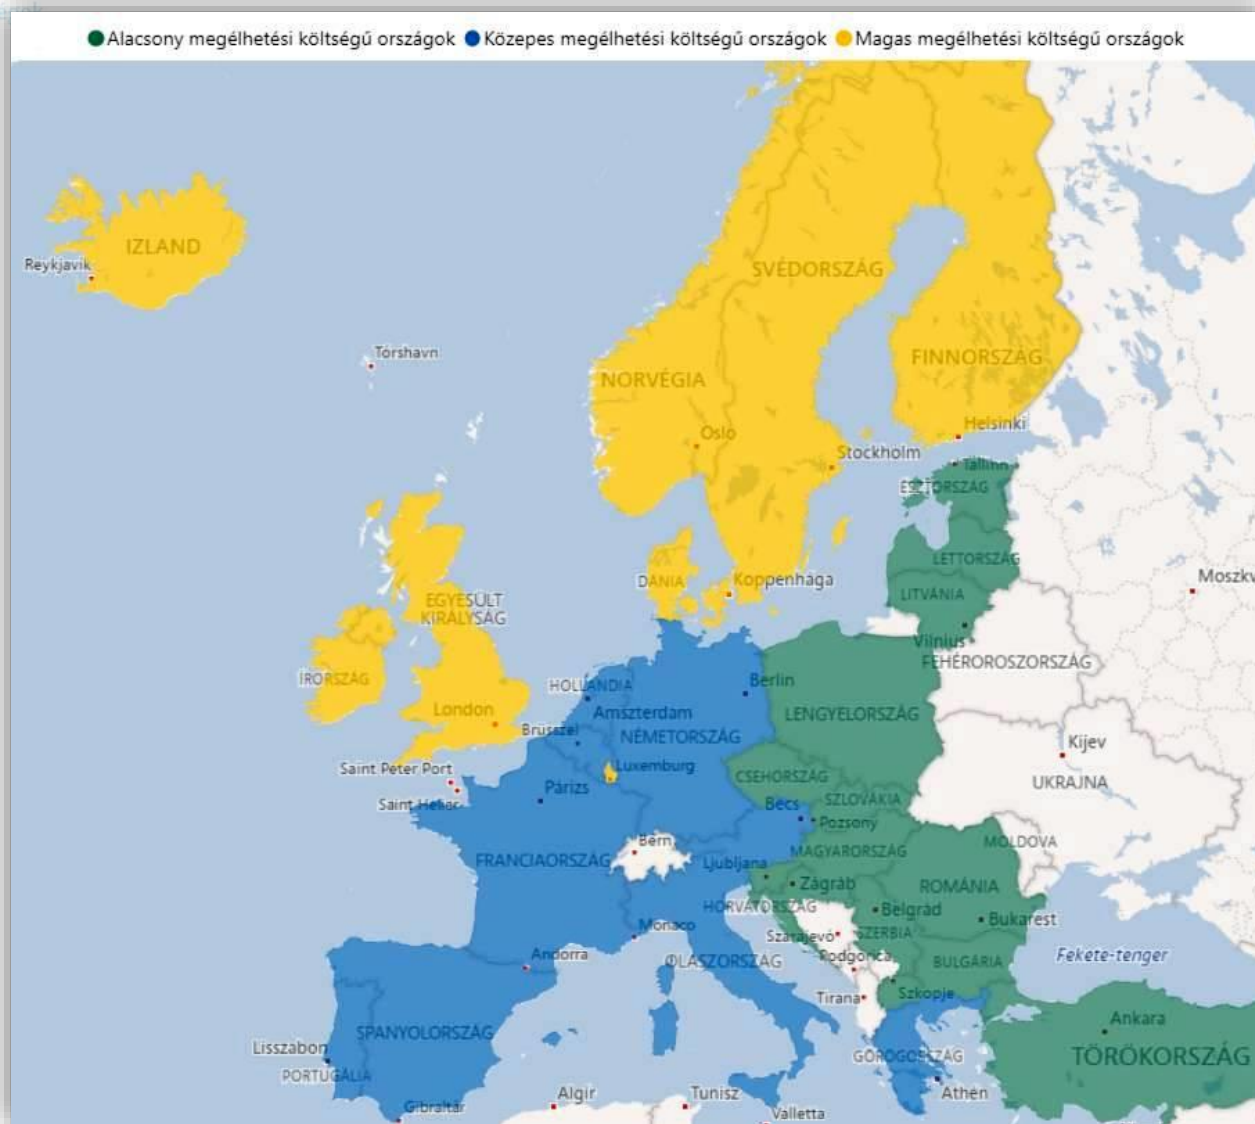 Alacsony megélhetési költségű országok Közepes megélhetési költségű országok Magas megélhetési költségű országok
IZLAND
Reykjavík
SVÉDORSZÁG
Tórshavn
FINNORSZÁG
NORVÉGIA
Helsinki
Oslo
Stockholm
Tallinn
ÉSZTORSZÁG
LETTORSZÁG
DÁNIA
Koppenhága
Moszkv
LITVÁNIA
EGYESÜLT
KIRÁLYSÁG
Vilnius
FEHÉROROSZORSZÁG
ÍRORSZÁG
HOLLANDIA
Berlin
London
Amszterdam
LENGYELORSZÁG
Brüsszel
NÉMETORSZÁG
Kijev
Saint Peter Port
Luxemburg
CSEHORSZÁG
UKRAJNA
Párizs
Saint Helier
SZLOVÁKIA
Bécs
Pozsony
Bern
MOLDOVA
MAGYARORSZÁG
FRANCIAORSZÁG
Ljubljana
Zágráb
ROMÁNIA
HORVÁTORSZÁG
Belgrád
Bukarest
Monaco
Szarajevó
SZERBIA
Andorra
OLASZORSZÁG
Podgorica
BULGÁRIA
Fekete-tenger
Tirana
Szkopje
SPANYOLORSZÁG
Ankara
Lisszabon
GÖRÖGORSZÁG
TÖRÖKORSZÁG
PORTUGÁLIA
Athén
Gibraltár
Algír
Tunisz
Valletta